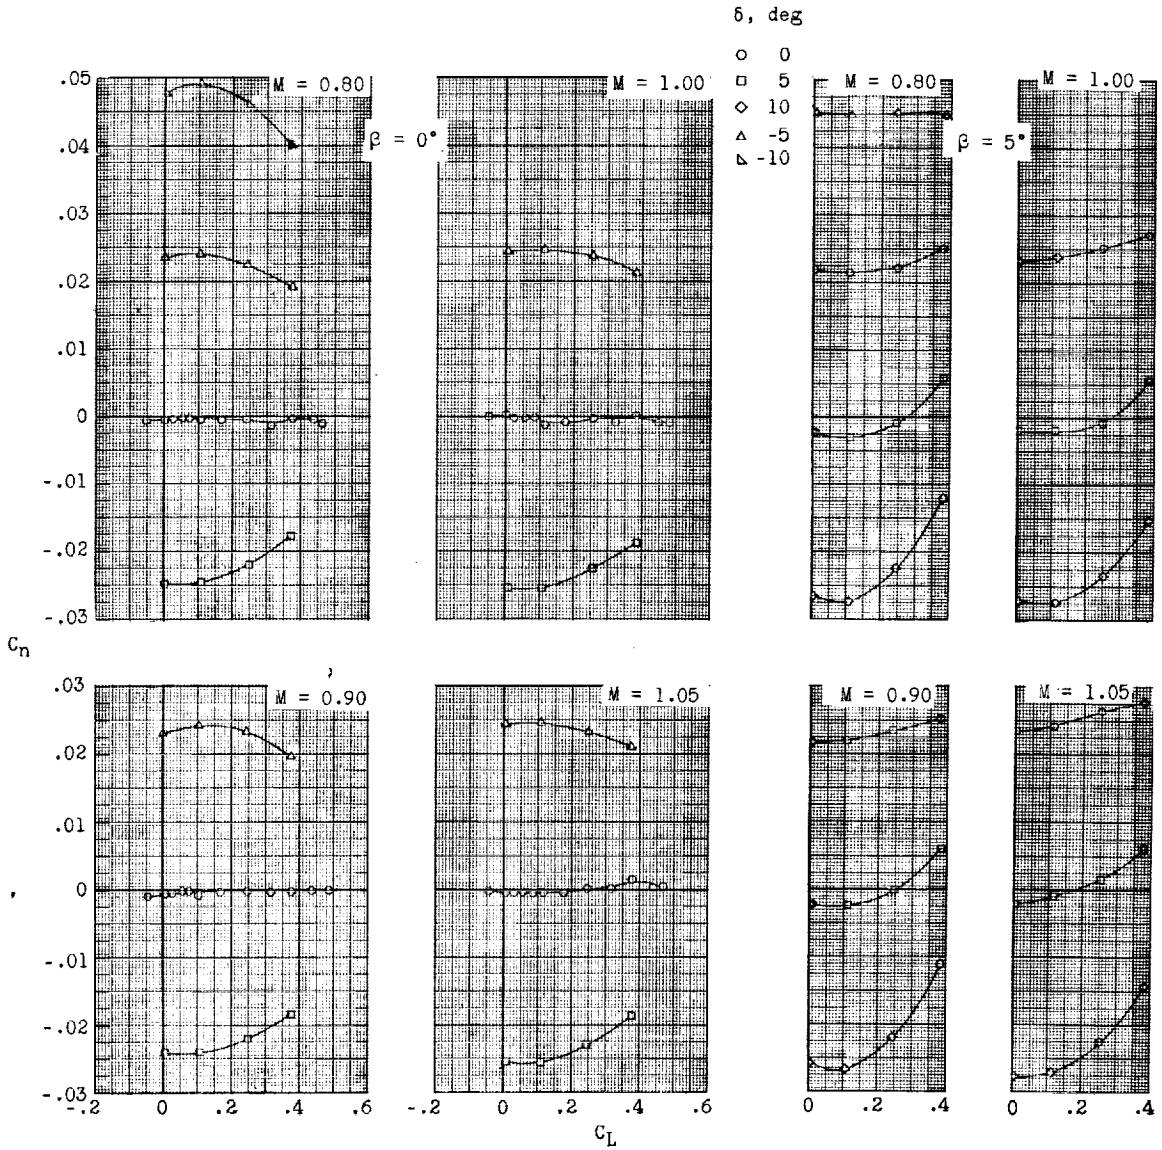 δ, deg
0
5
10
-5
-10
M = 0.80
M = 1.00
M = 0.80
M = 1.00
β = 0°
β = 5°
.05
.04
.03
.02
.01
0
-.01
-.02
-.03
C_n
M = 0.90
M = 1.05
M = 0.90
M = 1.05
.03
.02
.01
0
-.01
-.02
-.03
-.2 0 .2 .4 .6
-.2 0 .2 .4 .6
0 .2 .4
0 .2 .4
C_L